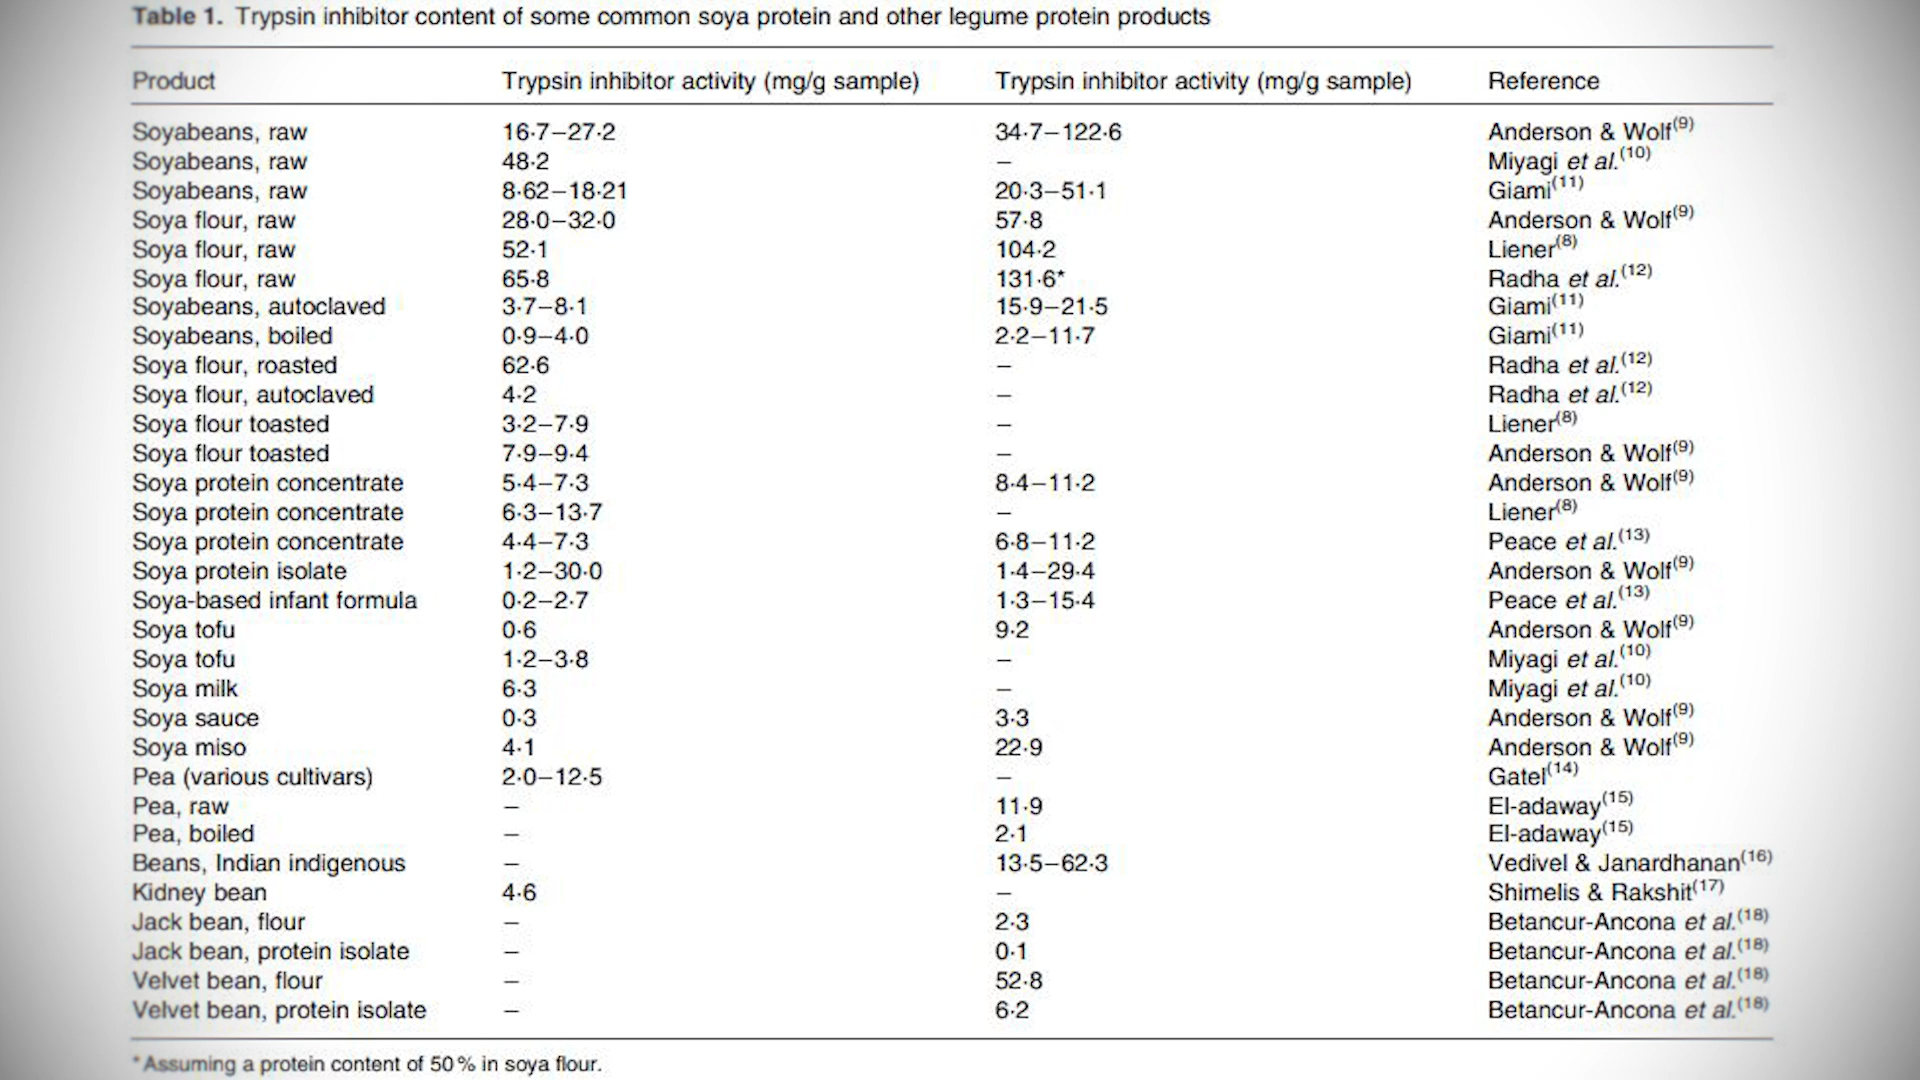 Table 1. Trypsin inhibitor content of some common soya protein and other legume protein products
Product Trypsin inhibitor activity (mg/g sample) Trypsin inhibitor activity (mg/g sample) Reference
Soyabeans, raw 16·7–27·2 34·7–122·6 Anderson & Wolf(9)
Soyabeans, raw 48·2 – Miyagi et al.(10)
Soyabeans, raw 8·62–18·21 20·3–51·1 Giami(11)
Soya flour, raw 28·0–32·0 57·8 Anderson & Wolf(9)
Soya flour, raw 52·1 104·2 Liener(8)
Soya flour, raw 65·8 131·6* Radha et al.(12)
Soyabeans, autoclaved 3·7–8·1 15·9–21·5 Giami(11)
Soyabeans, boiled 0·9–4·0 2·2–11·7 Giami(11)
Soya flour, roasted 62·6 – Radha et al.(12)
Soya flour, autoclaved 4·2 – Radha et al.(12)
Soya flour toasted 3·2–7·9 – Liener(8)
Soya flour toasted 7·9–9·4 – Anderson & Wolf(9)
Soya protein concentrate 5·4–7·3 8·4–11·2 Anderson & Wolf(9)
Soya protein concentrate 6·3–13·7 – Liener(8)
Soya protein concentrate 4·4–7·3 6·8–11·2 Peace et al.(13)
Soya protein isolate 1·2–30·0 1·4–29·4 Anderson & Wolf(9)
Soya-based infant formula 0·2–2·7 1·3–15·4 Peace et al.(13)
Soya tofu 0·6 9·2 Anderson & Wolf(9)
Soya tofu 1·2–3·8 – Miyagi et al.(10)
Soya milk 6·3 – Miyagi et al.(10)
Soya sauce 0·3 3·3 Anderson & Wolf(9)
Soya miso 4·1 22·9 Anderson & Wolf(9)
Pea (various cultivars) 2·0–12·5 – Gatel(14)
Pea, raw – 11·9 El-adaway(15)
Pea, boiled – 2·1 El-adaway(15)
Beans, Indian indigenous – 13·5–62·3 Vedivel & Janardhanan(16)
Kidney bean 4·6 – Shimelis & Rakshit(17)
Jack bean, flour – 2·3 Betancur-Ancona et al.(18)
Jack bean, protein isolate – 0·1 Betancur-Ancona et al.(18)
Velvet bean, flour – 52·8 Betancur-Ancona et al.(18)
Velvet bean, protein isolate – 6·2 Betancur-Ancona et al.(18)
*Assuming a protein content of 50 % in soya flour.